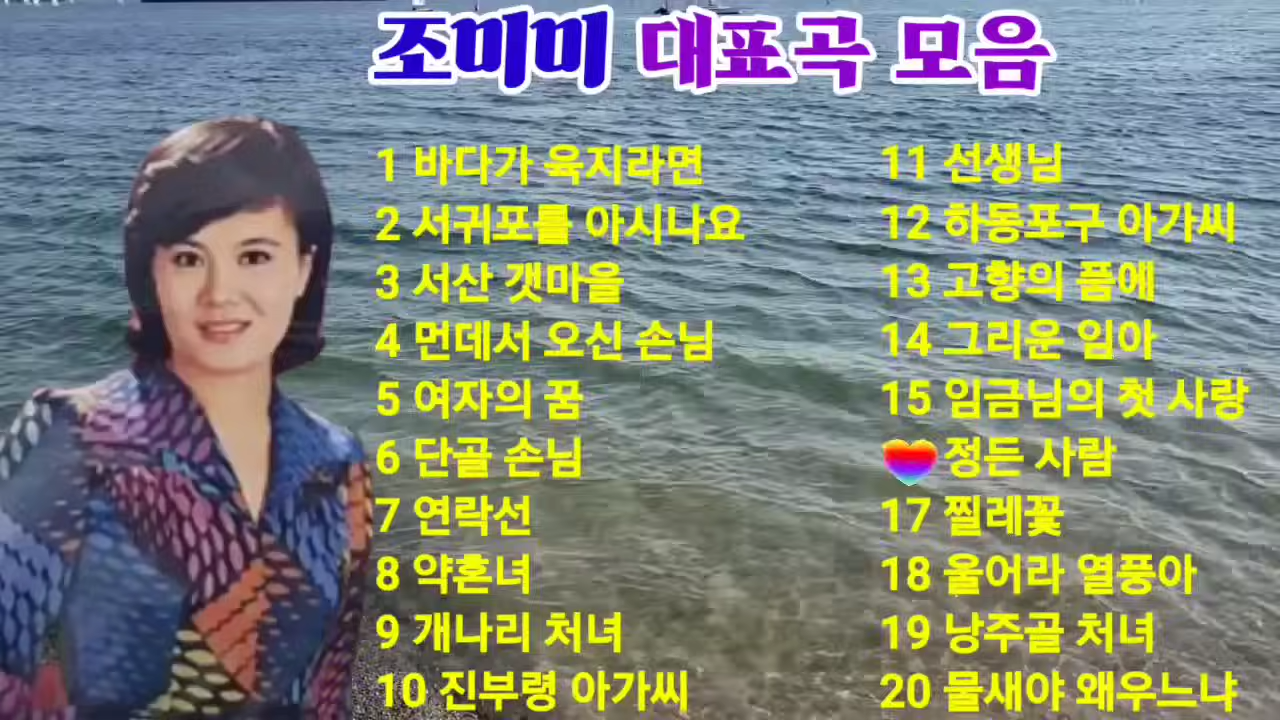 조미미 대표곡 모음
1 바다가 육지라면
2 서귀포를 아시나요
3 서산 갯마을
4 먼데서 오신 손님
5 여자의 꿈
6 단골 손님
7 연락선
8 약혼녀
9 개나리 처녀
10 진부령 아가씨
11 선생님
12 하동포구 아가씨
13 고향의 품에
14 그리운 임아
15 임금님의 첫 사랑
정든 사람
17 찔레꽃
18 울어라 열풍아
19 낭주골 처녀
20 물새야 왜우느냐